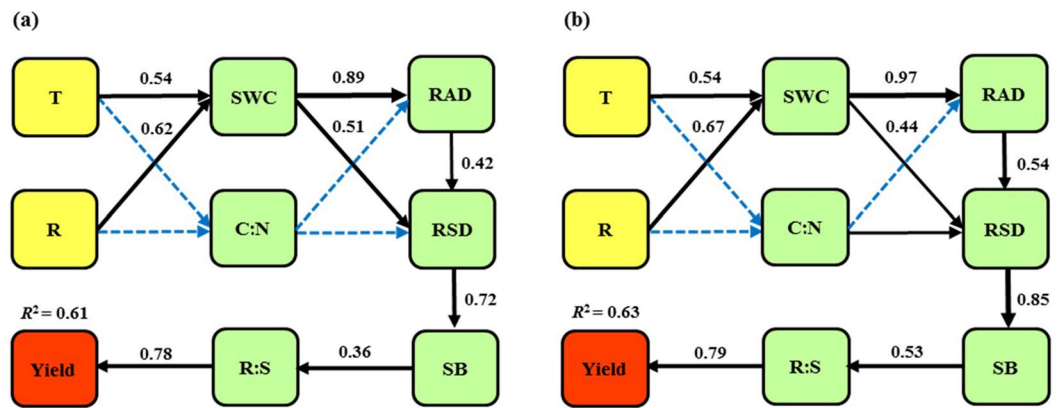 (a)
T
0.54
SWC
0.89
RAD
0.62
0.51
0.42
R
C:N
RSD
0.72
R² = 0.61
Yield
0.78
R:S
0.36
SB
(b)
T
0.54
SWC
0.97
RAD
0.67
0.44
0.54
R
C:N
RSD
0.85
R² = 0.63
Yield
0.79
R:S
0.53
SB